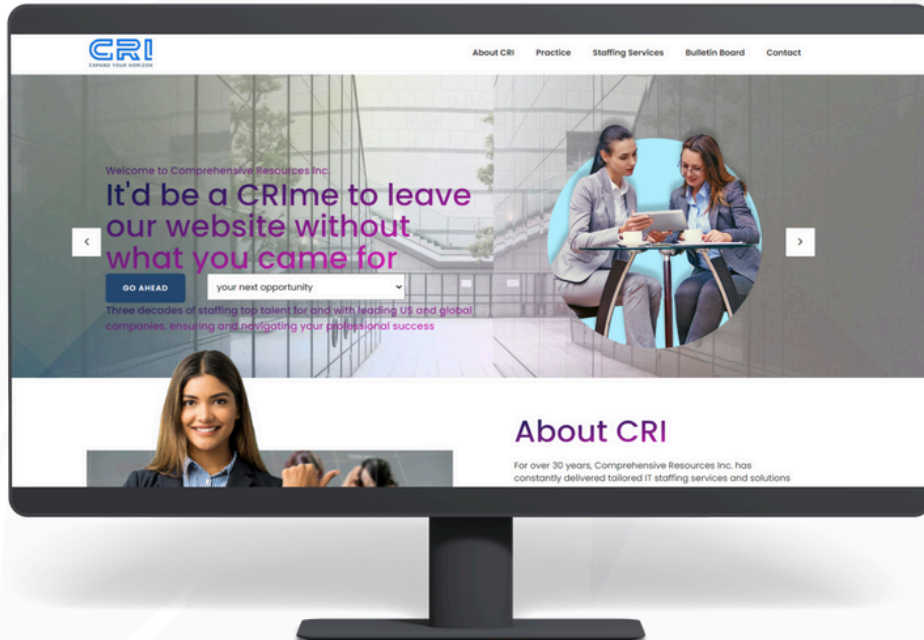 CRI
EXPAND YOUR HORIZON
About CRI
Practice
Staffing Services
Bulletin Board
Contact
Welcome to Comprehensive Resources Inc.
It'd be a CRIme to leave
our website without
what you came for
GO AHEAD
your next opportunity
Three decades of staffing top talent for and with leading US and global
companies, ensuring and navigating your professional success
About CRI
For over 30 years, Comprehensive Resources Inc. has
constantly delivered tailored IT staffing services and solutions